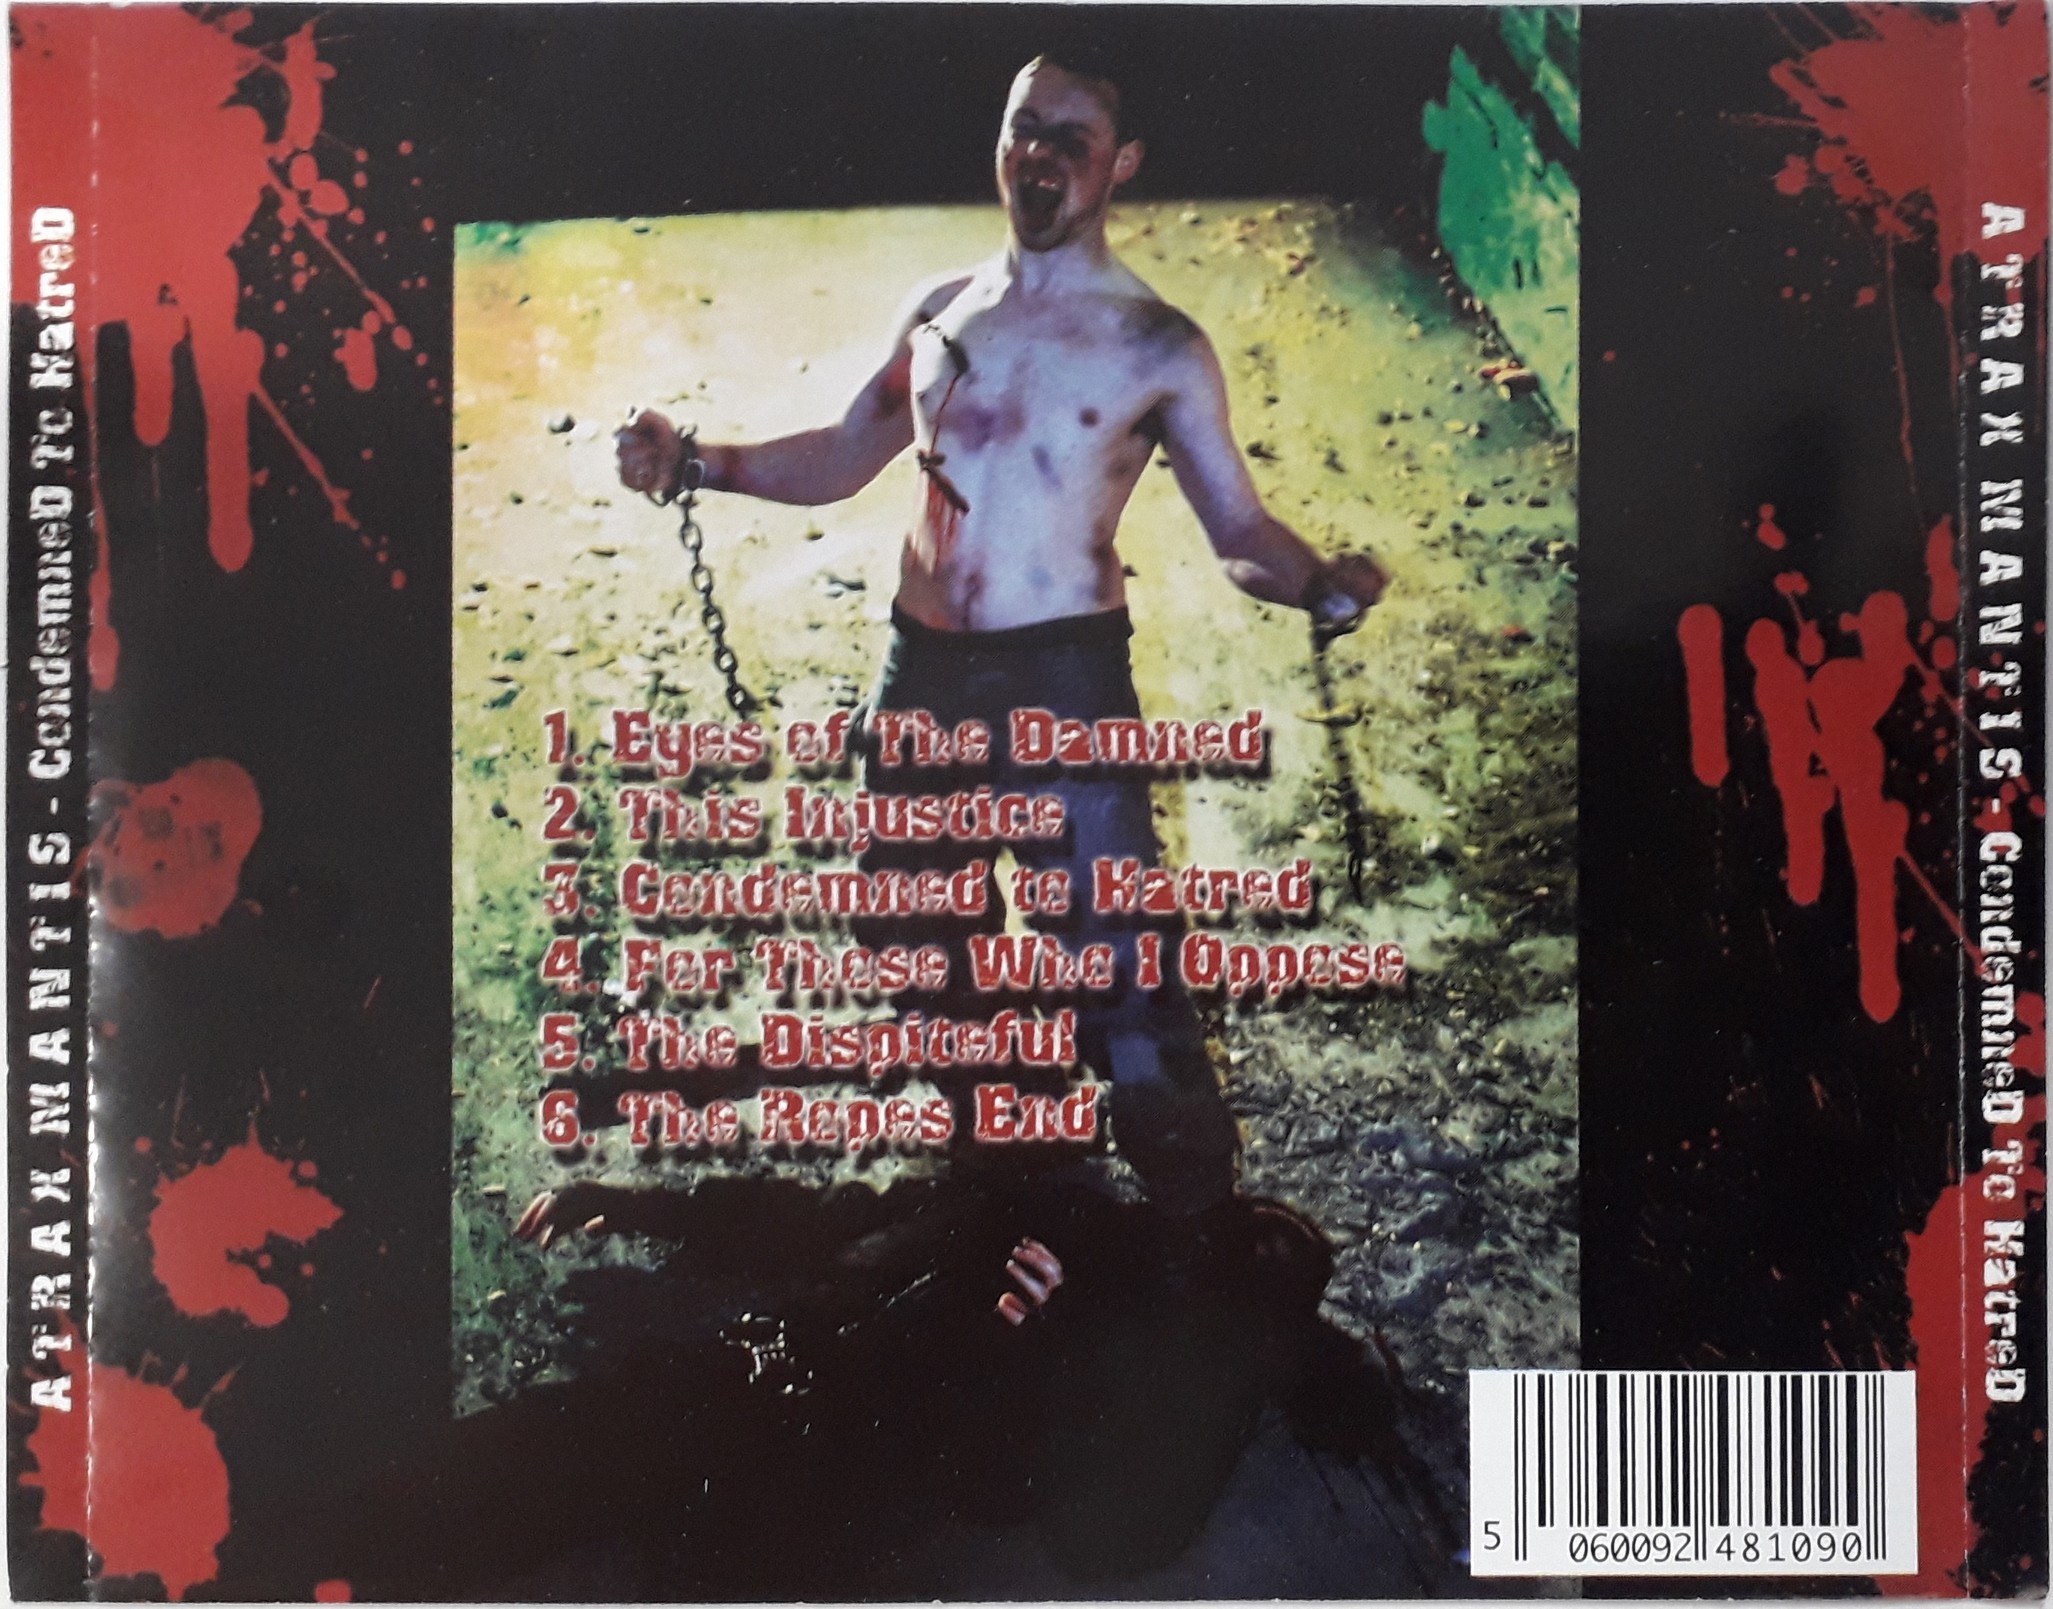 ATRAX MANTIS - CondemneD To HatreD
1. Eyes of The Damned
2. This Injustice
3. Condemned to Hatred
4. For Those Who I Oppose
5. The Dispiteful
6. The Ropes End
ATRAX MANTIS - CondemneD To HatreD
5 060092 481090